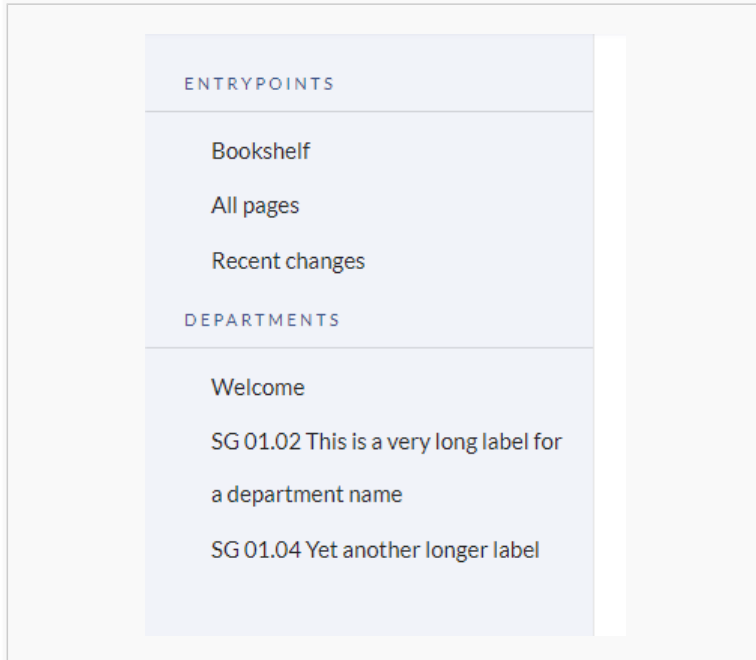 ENTRYPOINTS
Bookshelf
All pages
Recent changes
DEPARTMENTS
Welcome
SG 01.02 This is a very long label for
a department name
SG 01.04 Yet another longer label